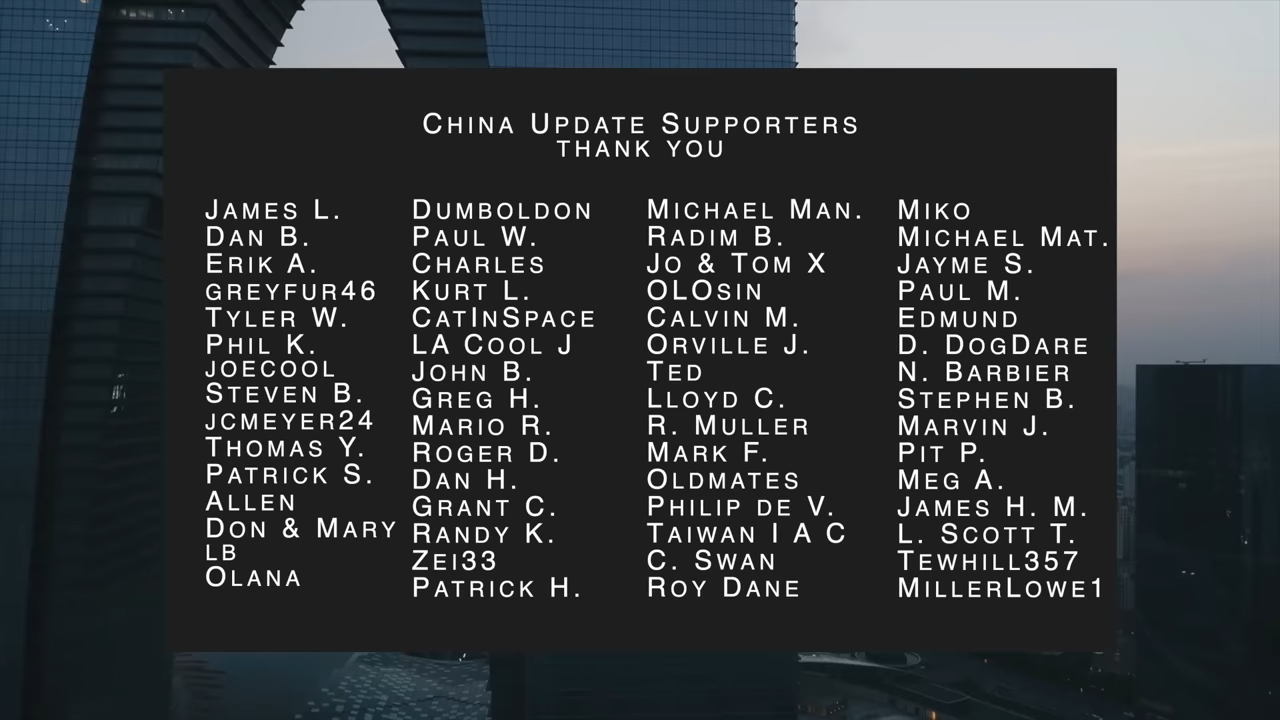 China Update Supporters
THANK YOU
James L.
Dan B.
Erik A.
greyfur46
Tyler W.
Phil K.
joecool
Steven B.
jcmeyer24
Thomas Y.
Patrick S.
Allen
Don & Mary
lb
Olana
Dumboldon
Paul W.
Charles
Kurt L.
CatInSpace
LA Cool J
John B.
Greg H.
Mario R.
Roger D.
Dan H.
Grant C.
Randy K.
Zei33
Patrick H.
Michael Man.
Radim B.
Jo & Tom X
OLOsin
Calvin M.
Orville J.
Ted
Lloyd C.
R. Muller
Mark F.
Oldmates
Philip de V.
Taiwan I A C
C. Swan
Roy Dane
Miko
Michael Mat.
Jayme S.
Paul M.
Edmund
D. DogDare
N. Barbier
Stephen B.
Marvin J.
Pit P.
Meg A.
James H. M.
L. Scott T.
Tewhill357
MillerLowe1